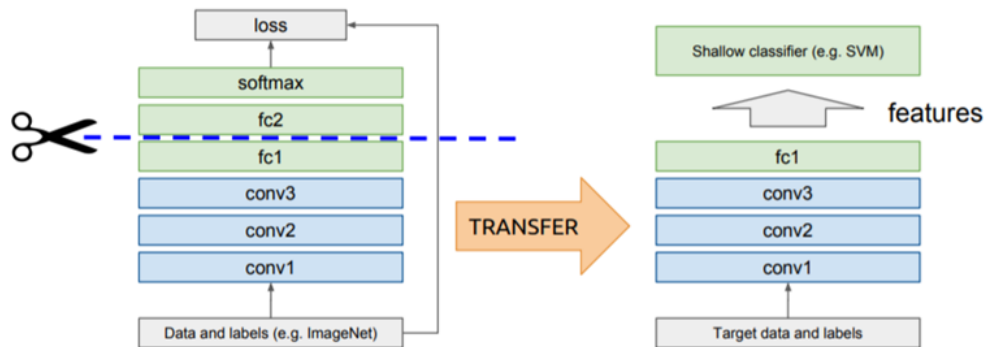 loss
softmax
fc2
fc1
conv3
conv2
conv1
Data and labels (e.g. ImageNet)
TRANSFER
Shallow classifier (e.g. SVM)
features
fc1
conv3
conv2
conv1
Target data and labels